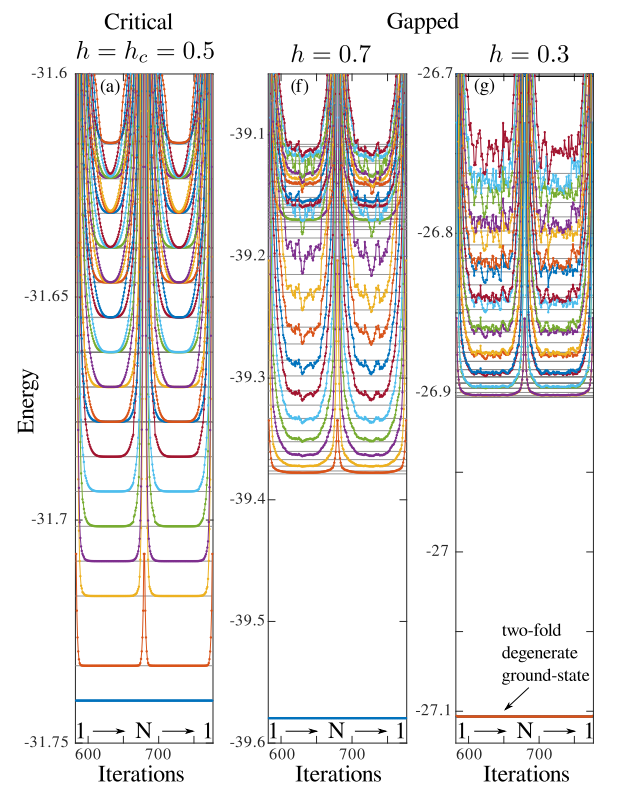 Critical
Gapped
h = h_c = 0.5
h = 0.7
h = 0.3
(a)
(f)
(g)
Energy
-31.6
-31.65
-31.7
-31.75
-39.1
-39.2
-39.3
-39.4
-39.5
-39.6
-26.7
-26.8
-26.9
-27
-27.1
two-fold
degenerate
ground-state
1 → N → 1
1 → N → 1
1 → N → 1
600 700
600 700
600 700
Iterations
Iterations
Iterations